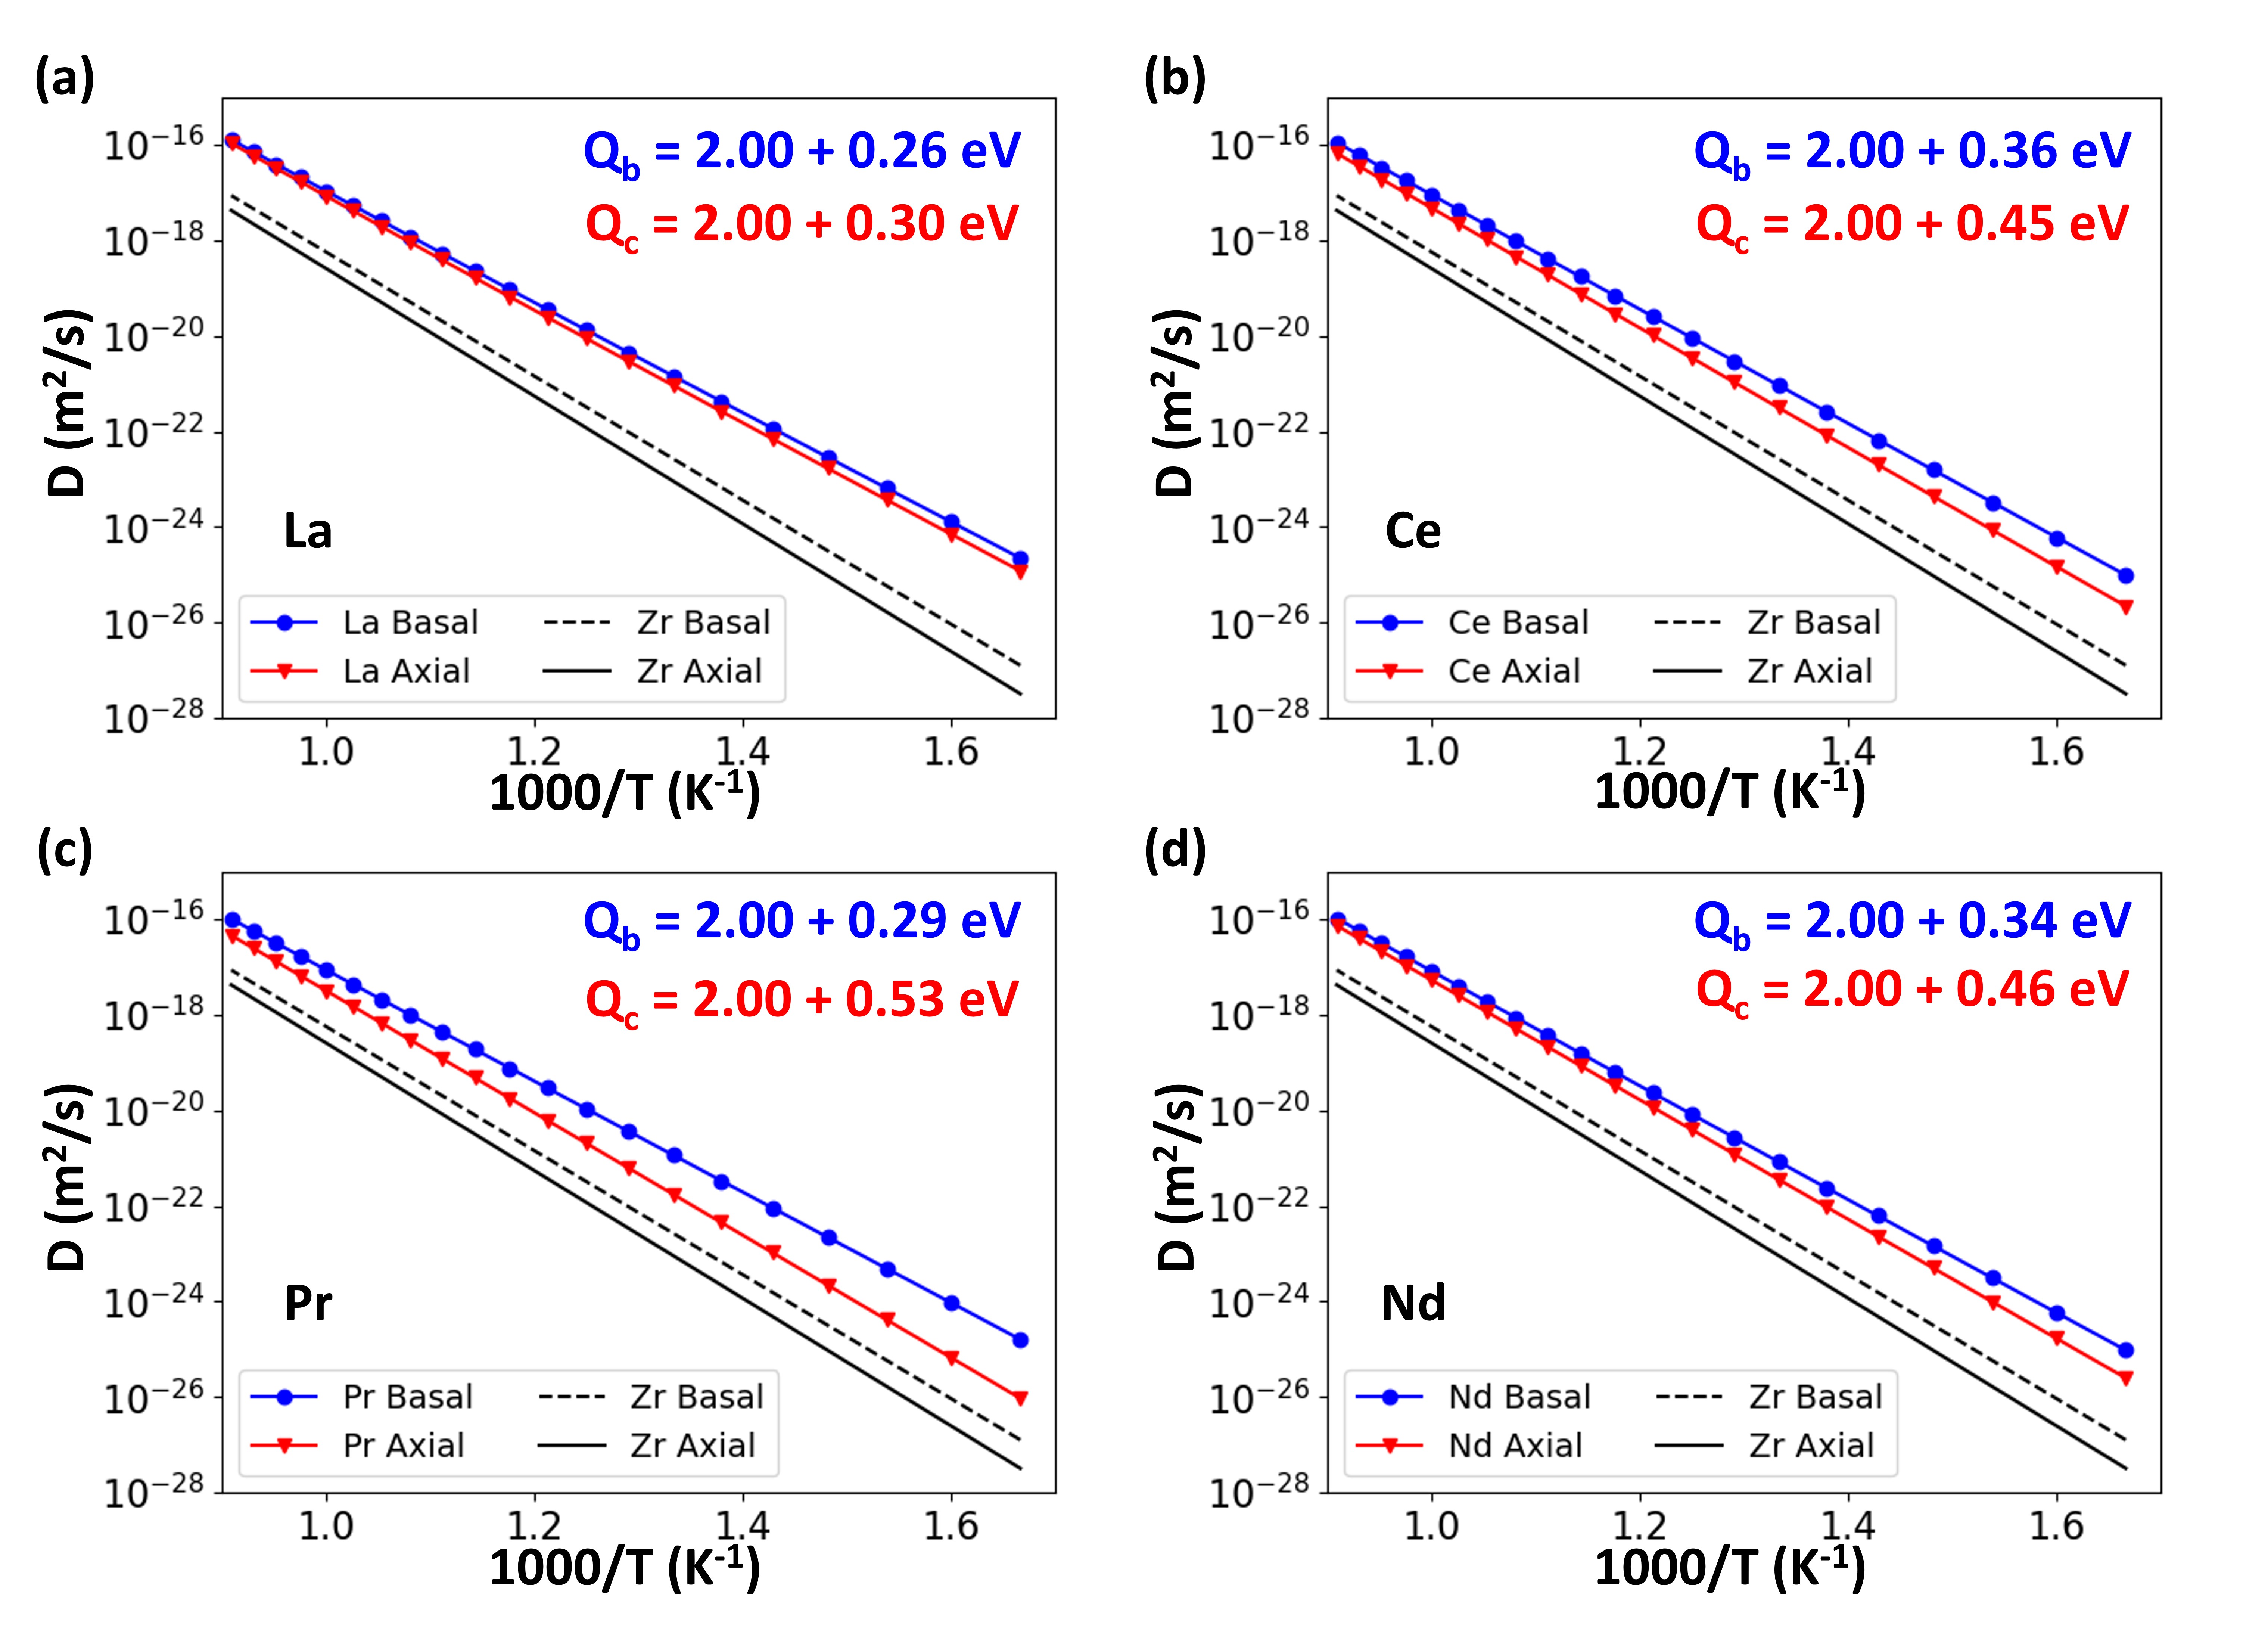 (a)
10⁻¹⁶
10⁻¹⁸
10⁻²⁰
10⁻²²
10⁻²⁴
10⁻²⁶
10⁻²⁸
D (m²/s)
Q_b = 2.00 + 0.26 eV
Q_c = 2.00 + 0.30 eV
La
La Basal
La Axial
Zr Basal
Zr Axial
1.0 1.2 1.4 1.6
1000/T (K⁻¹)
(b)
10⁻¹⁶
10⁻¹⁸
10⁻²⁰
10⁻²²
10⁻²⁴
10⁻²⁶
10⁻²⁸
D (m²/s)
Q_b = 2.00 + 0.36 eV
Q_c = 2.00 + 0.45 eV
Ce
Ce Basal
Ce Axial
Zr Basal
Zr Axial
1.0 1.2 1.4 1.6
1000/T (K⁻¹)
(c)
10⁻¹⁶
10⁻¹⁸
10⁻²⁰
10⁻²²
10⁻²⁴
10⁻²⁶
10⁻²⁸
D (m²/s)
Q_b = 2.00 + 0.29 eV
Q_c = 2.00 + 0.53 eV
Pr
Pr Basal
Pr Axial
Zr Basal
Zr Axial
1.0 1.2 1.4 1.6
1000/T (K⁻¹)
(d)
10⁻¹⁶
10⁻¹⁸
10⁻²⁰
10⁻²²
10⁻²⁴
10⁻²⁶
10⁻²⁸
D (m²/s)
Q_b = 2.00 + 0.34 eV
Q_c = 2.00 + 0.46 eV
Nd
Nd Basal
Nd Axial
Zr Basal
Zr Axial
1.0 1.2 1.4 1.6
1000/T (K⁻¹)